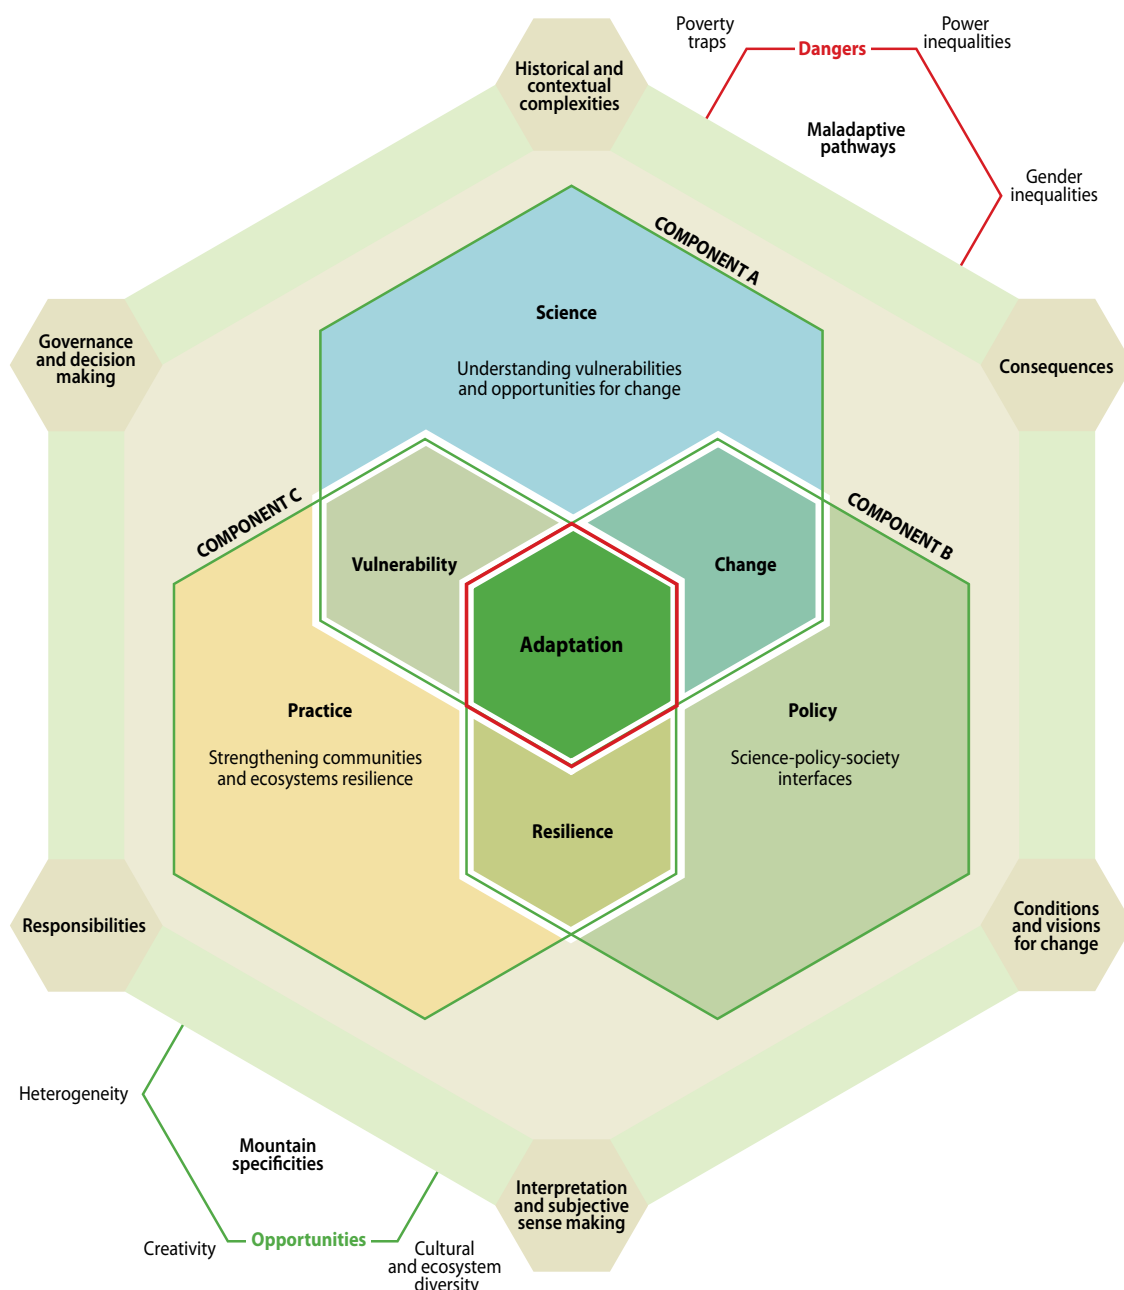 Poverty
traps
Dangers
Power
inequalities
Historical and
contextual
complexities
Maladaptive
pathways
Gender
inequalities
COMPONENT A
Science
Governance
and decision
making
Understanding vulnerabilities
and opportunities for change
Consequences
COMPONENT C
COMPONENT B
Vulnerability
Change
Adaptation
Practice
Strengthening communities
and ecosystems resilience
Policy
Science-policy-society
interfaces
Resilience
Responsibilities
Conditions
and visions
for change
Heterogeneity
Mountain
specificities
Interpretation
and subjective
sense making
Creativity
Opportunities
Cultural
and ecosystem
diversity